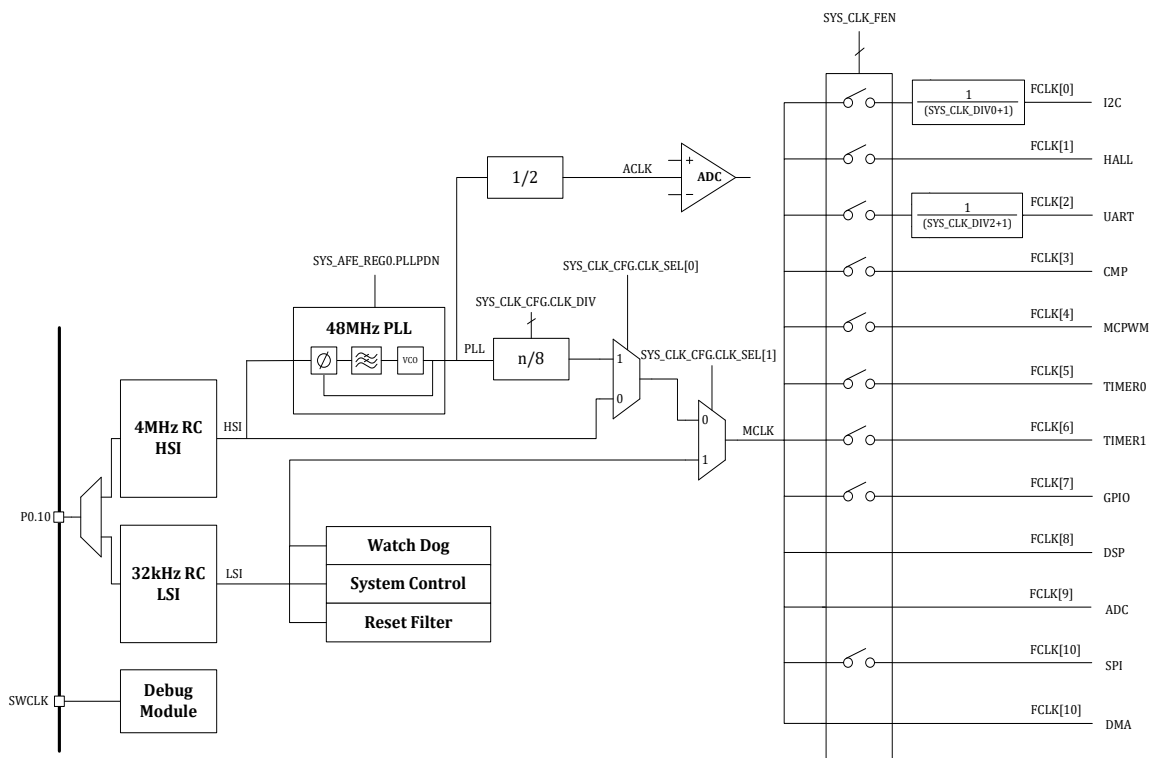 SYS_CLK_FEN
FCLK[0]
1
(SYS_CLK_DIV0+1)
I2C
FCLK[1]
HALL
1/2
ACLK
+
ADC
−
FCLK[2]
1
(SYS_CLK_DIV2+1)
UART
SYS_AFE_REG0.PLLPDN
SYS_CLK_CFG.CLK_SEL[0]
FCLK[3]
CMP
SYS_CLK_CFG.CLK_DIV
48MHz PLL
FCLK[4]
MCPWM
VCO
PLL
n/8
1
SYS_CLK_CFG.CLK_SEL[1]
FCLK[5]
TIMER0
0
0
4MHz RC
HSI
HSI
MCLK
FCLK[6]
TIMER1
1
FCLK[7]
GPIO
P0.10
Watch Dog
FCLK[8]
DSP
32kHz RC
LSI
LSI
System Control
FCLK[9]
ADC
Reset Filter
FCLK[10]
SPI
SWCLK
Debug
Module
FCLK[10]
DMA